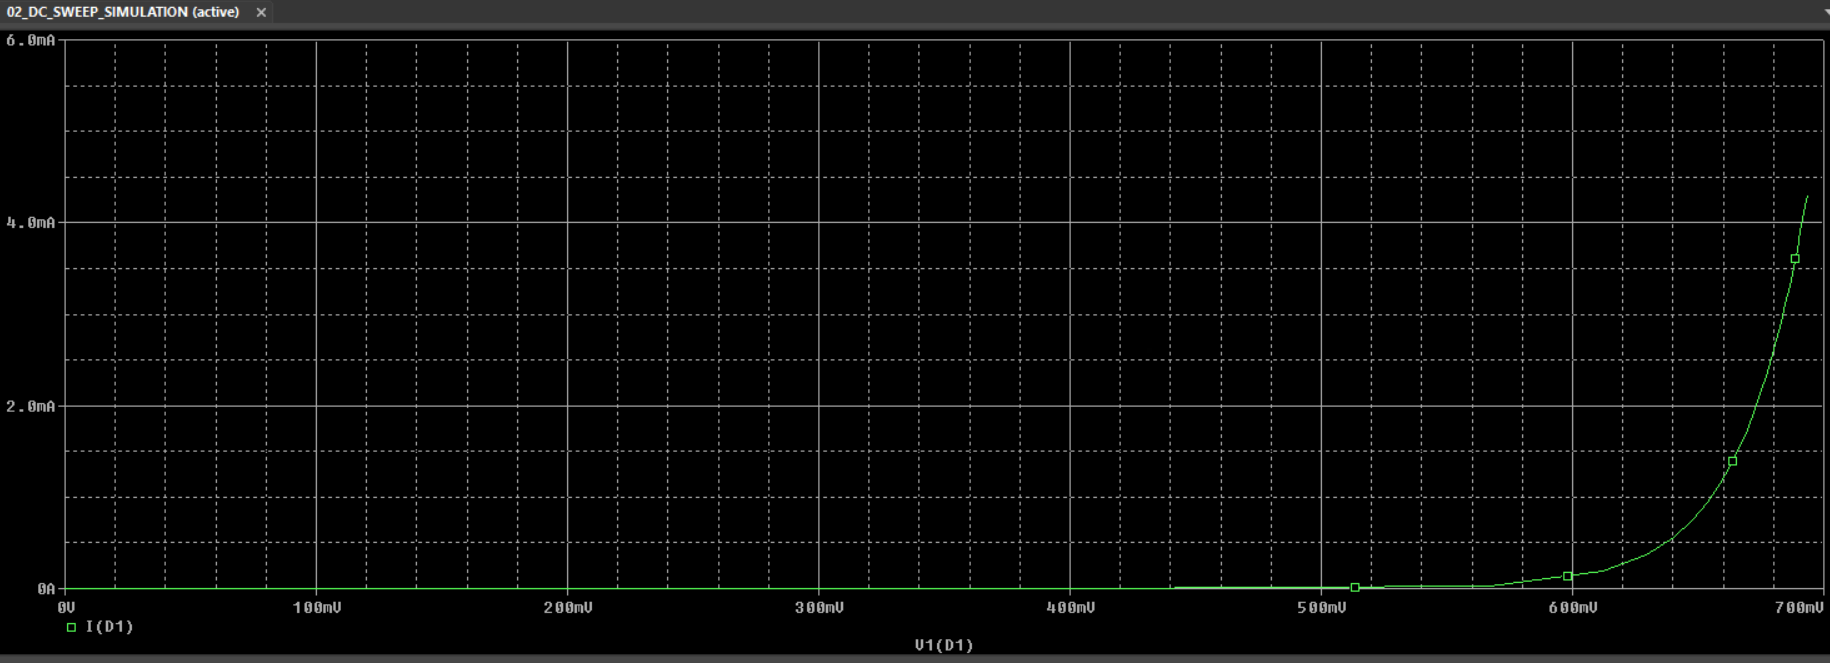 02_DC_SWEEP_SIMULATION (active)
6.0mA
4.0mA
2.0mA
0A
0V 100mV 200mV 300mV 400mV 500mV 600mV 700mV
I(D1)
V1(D1)